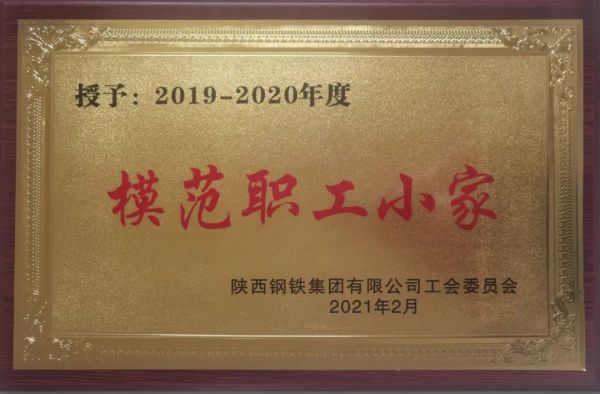 授予：2019-2020年度
模范职工小家
陕西钢铁集团有限公司工会委员会
2021年2月